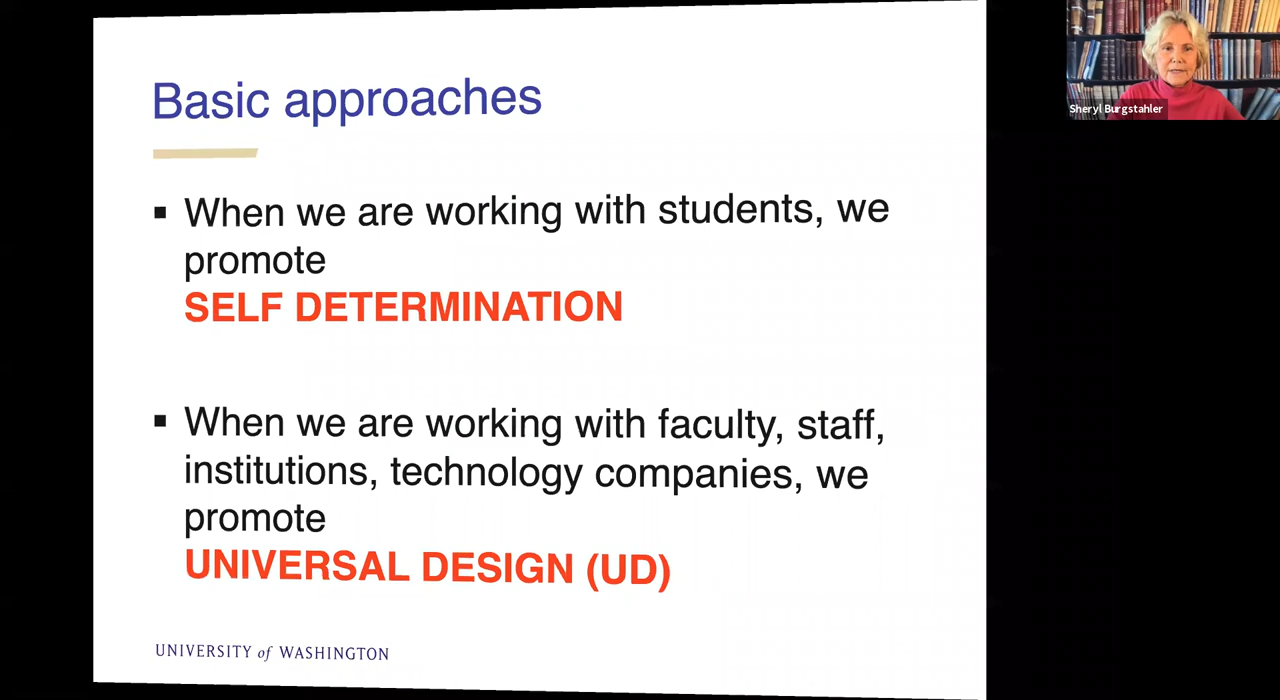 Basic approaches
▪ When we are working with students, we
promote
SELF DETERMINATION
▪ When we are working with faculty, staff,
institutions, technology companies, we
promote
UNIVERSAL DESIGN (UD)
UNIVERSITY of WASHINGTON
Sheryl Burgstahler